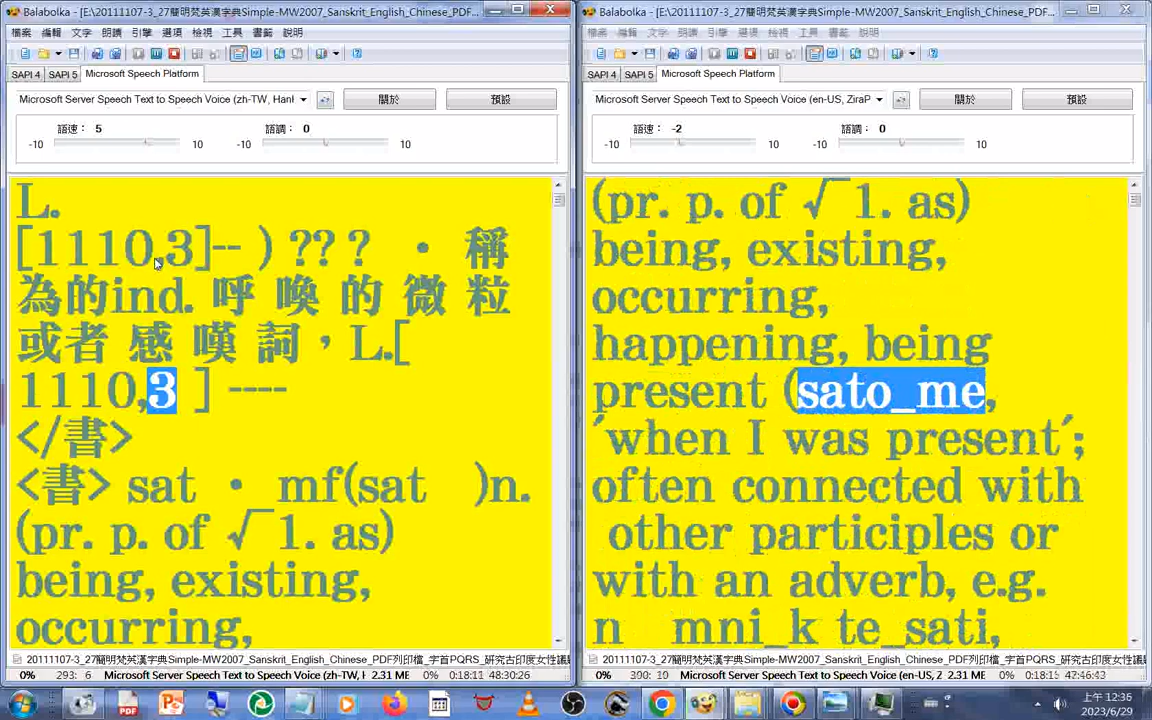 Balabolka - [E:\20111107-3_27簡明梵英漢字典Simple-MW2007_Sanskrit_English_Chinese_PDF...
檔案 編輯 文字 朗讀 引擎 選項 檢視 工具 書籤 說明
SAPI 4 SAPI 5 Microsoft Speech Platform
Microsoft Server Speech Text to Speech Voice (zh-TW, Hanl
關於 預設
語速： 5 語調： 0
-10 10 -10 10
L.
[1110,3]-- ) ?? ? · 稱
為的ind. 呼 喚 的 微 粒
或者 感 嘆 詞，L.[
1110,3 ] ----
</書>
<書> sat · mf(sat )n.
(pr. p. of √ 1. as)
being, existing,
occurring,
20111107-3_27簡明梵英漢字典Simple-MW2007_Sanskrit_English_Chinese_PDF列印檔_字首PQRS_研究古印度女性議
0% 293: 6 Microsoft Server Speech Text to Speech Voice (zh-TW, H 2.31 ME 0% 0:18:11 48:30:26
Balabolka - [E:\20111107-3_27簡明梵英漢字典Simple-MW2007_Sanskrit_English_Chinese_PDF...
檔案 編輯 文字 朗讀 引擎 選項 檢視 工具 書籤 說明
SAPI 4 SAPI 5 Microsoft Speech Platform
Microsoft Server Speech Text to Speech Voice (en-US, ZiraP
關於 預設
語速： -2 語調： 0
-10 10 -10 10
(pr. p. of √ 1. as)
being, existing,
occurring,
happening, being
present (sato_me,
´when I was present´;
often connected with
other participles or
with an adverb, e.g.
n mni_k te_sati,
20111107-3_27簡明梵英漢字典Simple-MW2007_Sanskrit_English_Chinese_PDF列印檔_字首PQRS_研究古印度女性議
0% 10 Microsoft Server Speech Text to Speech Voice (en-US, Z 2.31 ME 0%
上午 12:36
2023/6/29